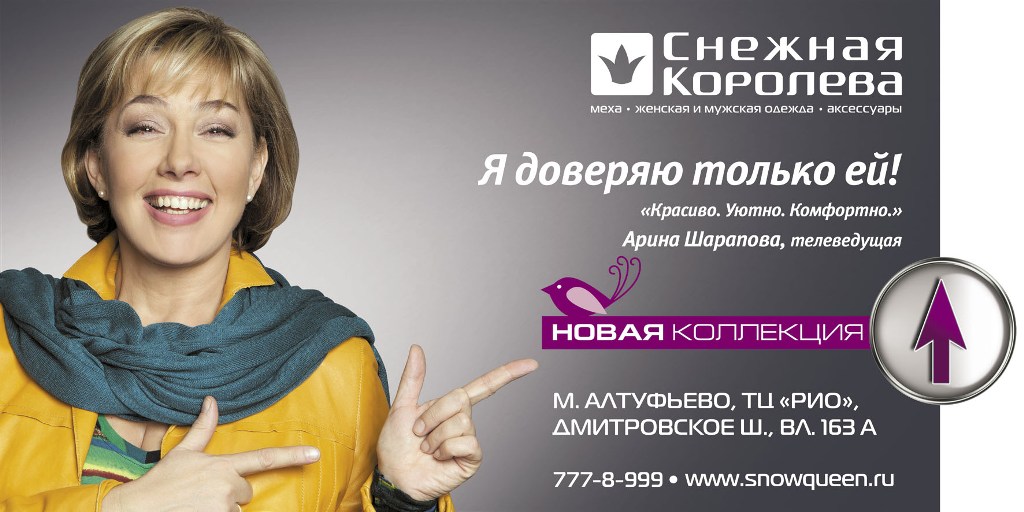 Снежная
Королева
меха • женская и мужская одежда • аксессуары
Я доверяю только ей!
«Красиво. Уютно. Комфортно.»
Арина Шарапова, телеведущая
НОВАЯ КОЛЛЕКЦИЯ
М. АЛТУФЬЕВО, ТЦ «РИО»,
ДМИТРОВСКОЕ Ш., ВЛ. 163 А
777-8-999 • www.snowqueen.ru